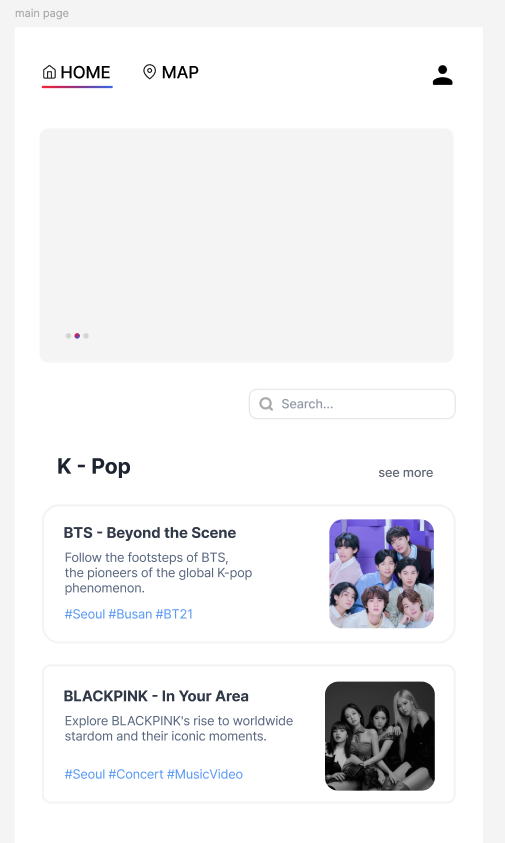 main page
HOME
MAP
Search...
K - Pop
see more
BTS - Beyond the Scene
Follow the footsteps of BTS,
the pioneers of the global K-pop
phenomenon.
#Seoul #Busan #BT21
BLACKPINK - In Your Area
Explore BLACKPINK's rise to worldwide
stardom and their iconic moments.
#Seoul #Concert #MusicVideo